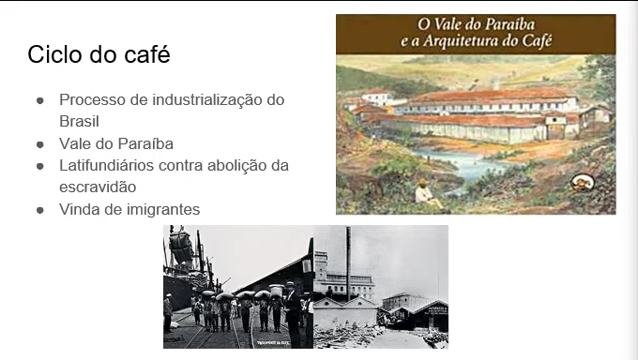 Ciclo do café
● Processo de industrialização do
Brasil
● Vale do Paraíba
● Latifundiários contra abolição da
escravidão
● Vinda de imigrantes
O Vale do Paraíba
e a Arquitetura do Café